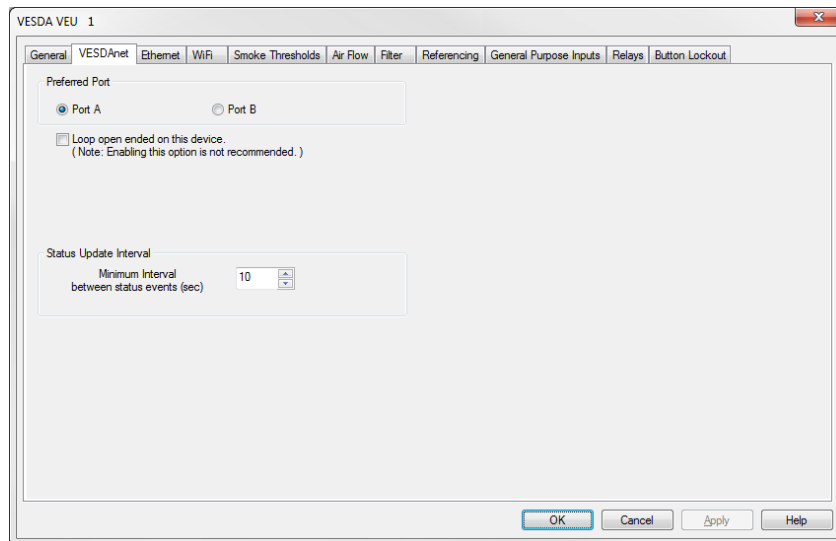 VESDA VEU 1
General VESDAnet Ethernet WiFi Smoke Thresholds Air Flow Filter Referencing General Purpose Inputs Relays Button Lockout
Preferred Port
Port A Port B
Loop open ended on this device.
( Note: Enabling this option is not recommended. )
Status Update Interval
Minimum Interval
between status events (sec)
10
OK Cancel Apply Help